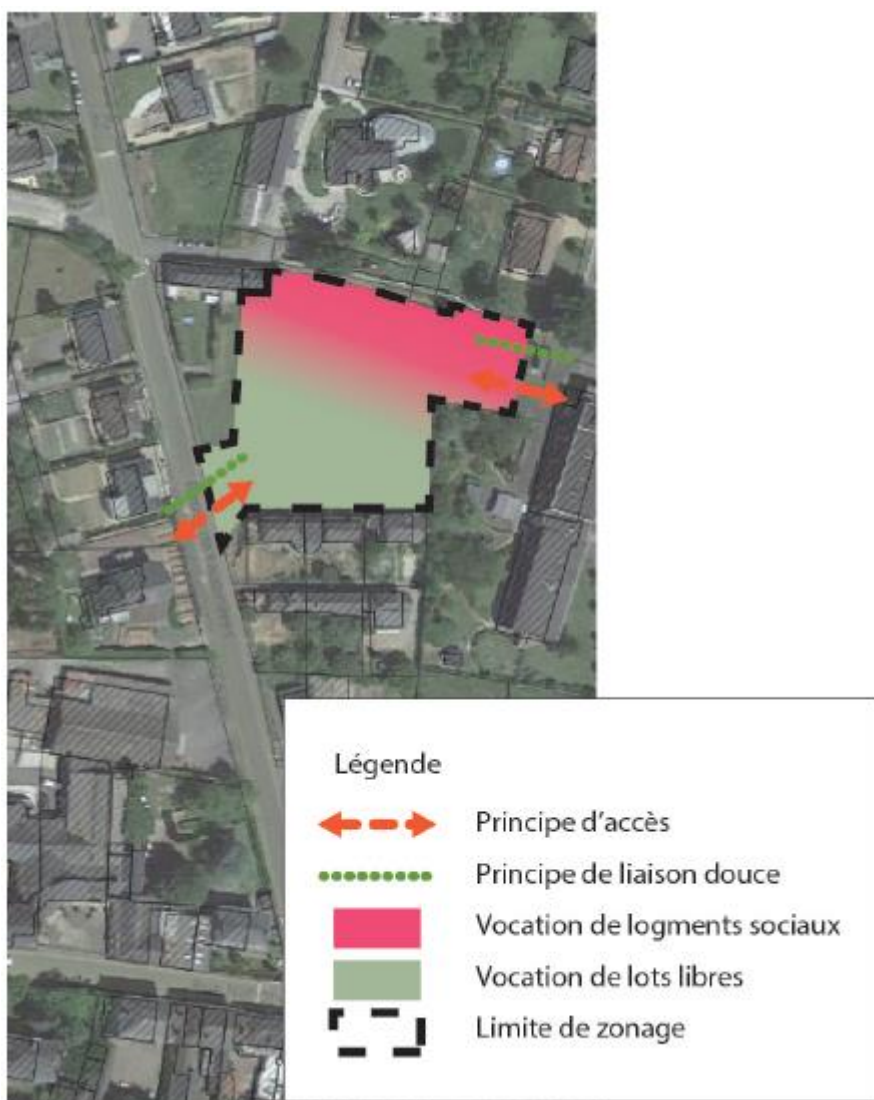 Légende
Principe d'accès
Principe de liaison douce
Vocation de logments sociaux
Vocation de lots libres
Limite de zonage